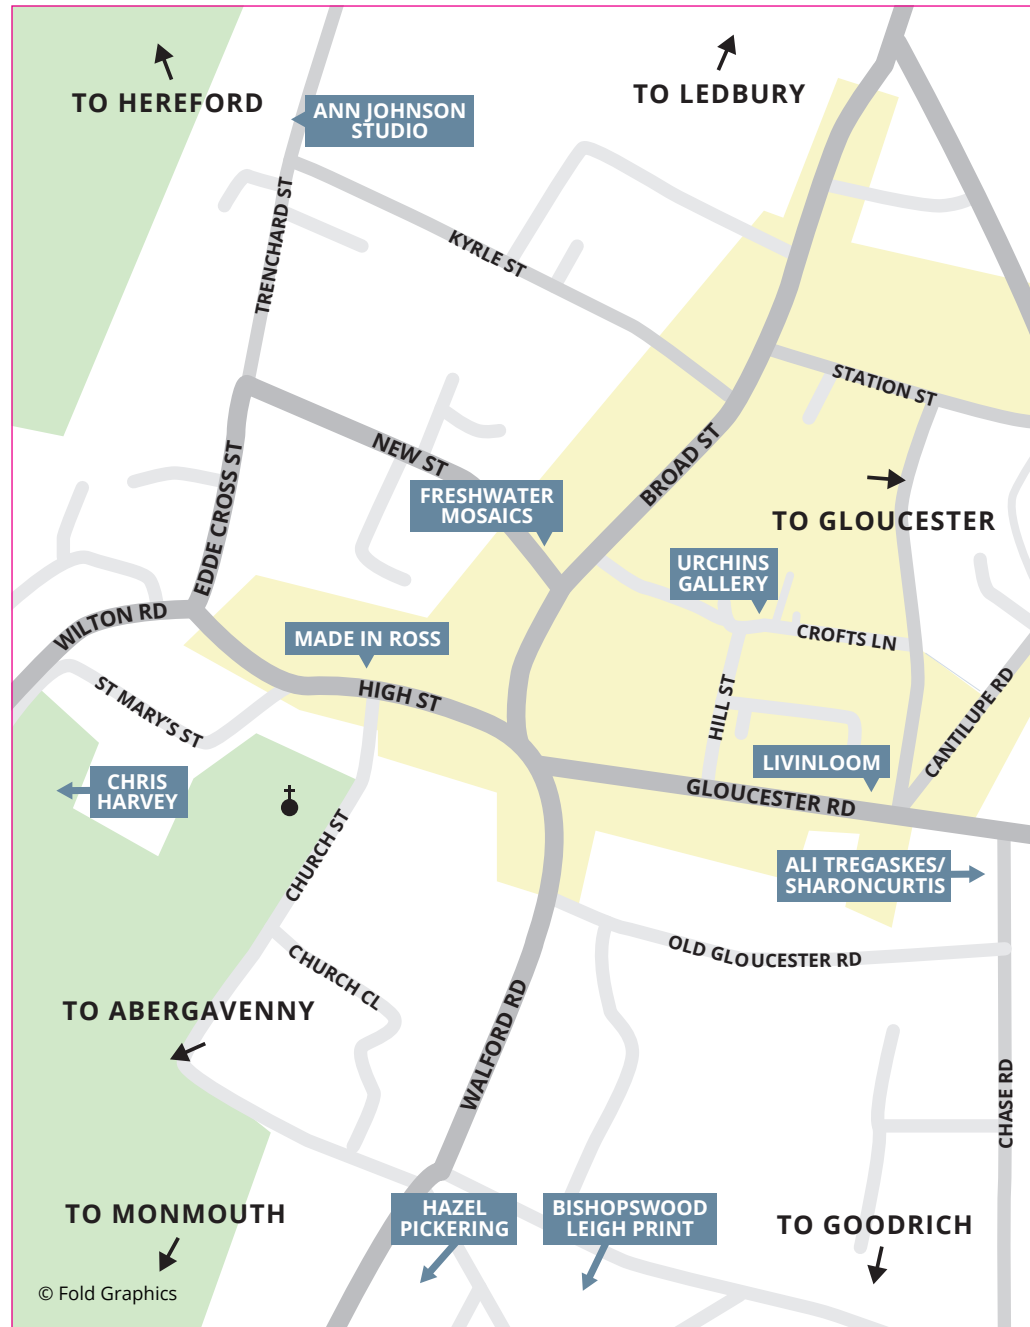 TO HEREFORD
TO LEDBURY
ANN JOHNSON
STUDIO
TRENCHARD ST
KYRLE ST
STATION ST
NEW ST
BROAD ST
EDDE CROSS ST
FRESHWATER
MOSAICS
TO GLOUCESTER
URCHINS
GALLERY
WILTON RD
MADE IN ROSS
CROFTS LN
ST MARY'S ST
HIGH ST
HILL ST
CANTILUPE RD
CHRIS
HARVEY
LIVINLOOM
GLOUCESTER RD
CHURCH ST
ALI TREGASKES/
SHARONCURTIS
OLD GLOUCESTER RD
CHURCH CL
TO ABERGAVENNY
WALFORD RD
CHASE RD
TO MONMOUTH
HAZEL
PICKERING
BISHOPSWOOD
LEIGH PRINT
TO GOODRICH
© Fold Graphics